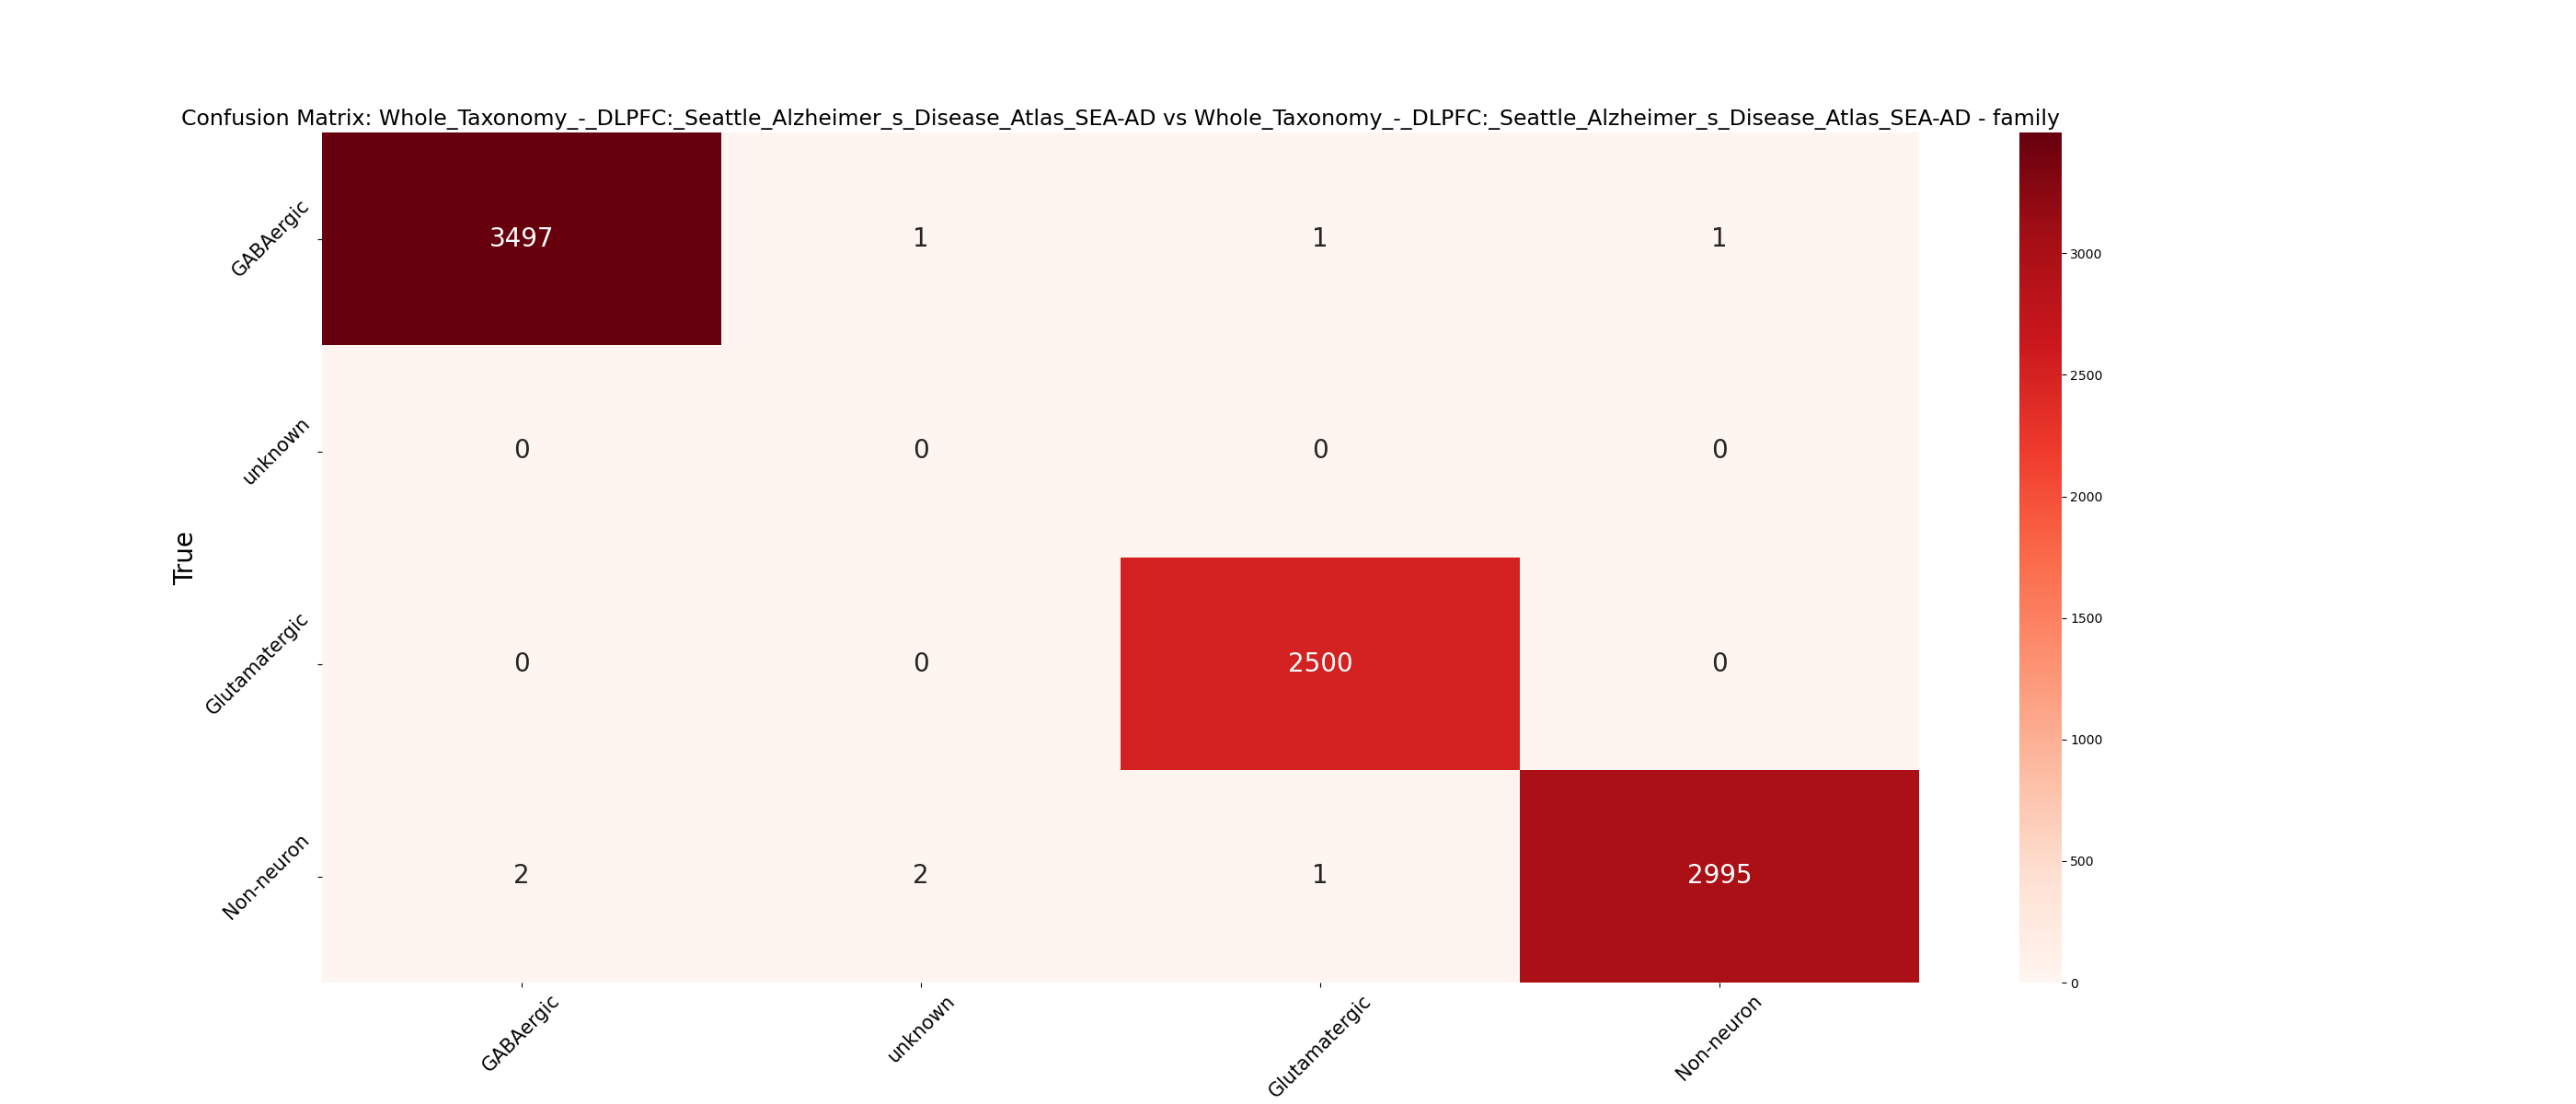 Confusion Matrix: Whole_Taxonomy_-_DLPFC:_Seattle_Alzheimer_s_Disease_Atlas_SEA-AD vs Whole_Taxonomy_-_DLPFC:_Seattle_Alzheimer_s_Disease_Atlas_SEA-AD - family
True
GABAergic
3497 1 1 1
unknown
0 0 0 0
Glutamatergic
0 0 2500 0
Non-neuron
2 2 1 2995
GABAergic
unknown
Glutamatergic
Non-neuron
3000
2500
2000
1500
1000
500
0